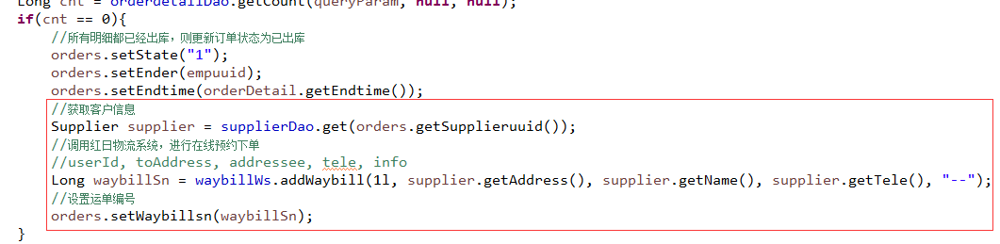 Long cnt = orderdetailDao.getCount(queryParam, null, null);
if(cnt == 0){
//所有明细都已经出库，则更新订单状态为已出库
orders.setState("1");
orders.setEnder(empuuid);
orders.setEndtime(orderDetail.getEndtime());
//获取客户信息
Supplier supplier = supplierDao.get(orders.getSupplieruuid());
//调用红日物流系统，进行在线预约下单
//userId, toAddress, addressee, tele, info
Long waybillSn = waybillWs.addWaybill(1l, supplier.getAddress(), supplier.getName(), supplier.getTele(), "--");
//设置运单编号
orders.setWaybillsn(waybillSn);
}